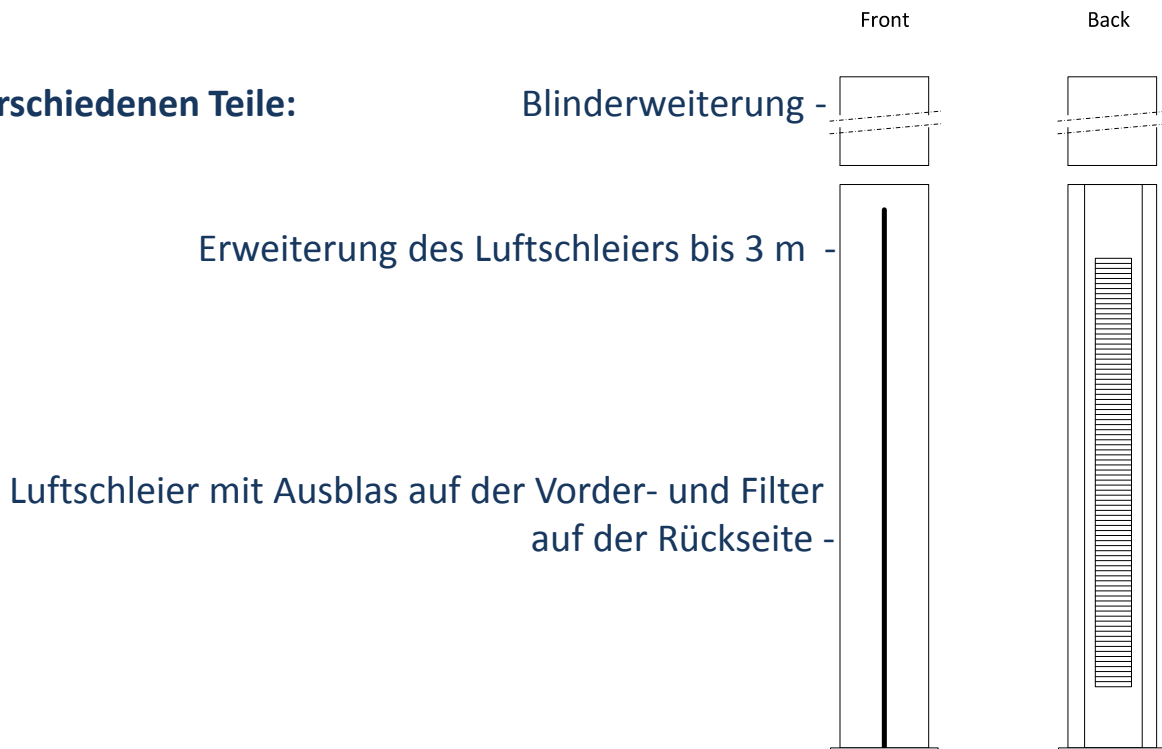 Front Back
rschiedenen Teile: Blinderweiterung -
Erweiterung des Luftschleiers bis 3 m -
Luftschleier mit Ausblas auf der Vorder- und Filter
auf der Rückseite -